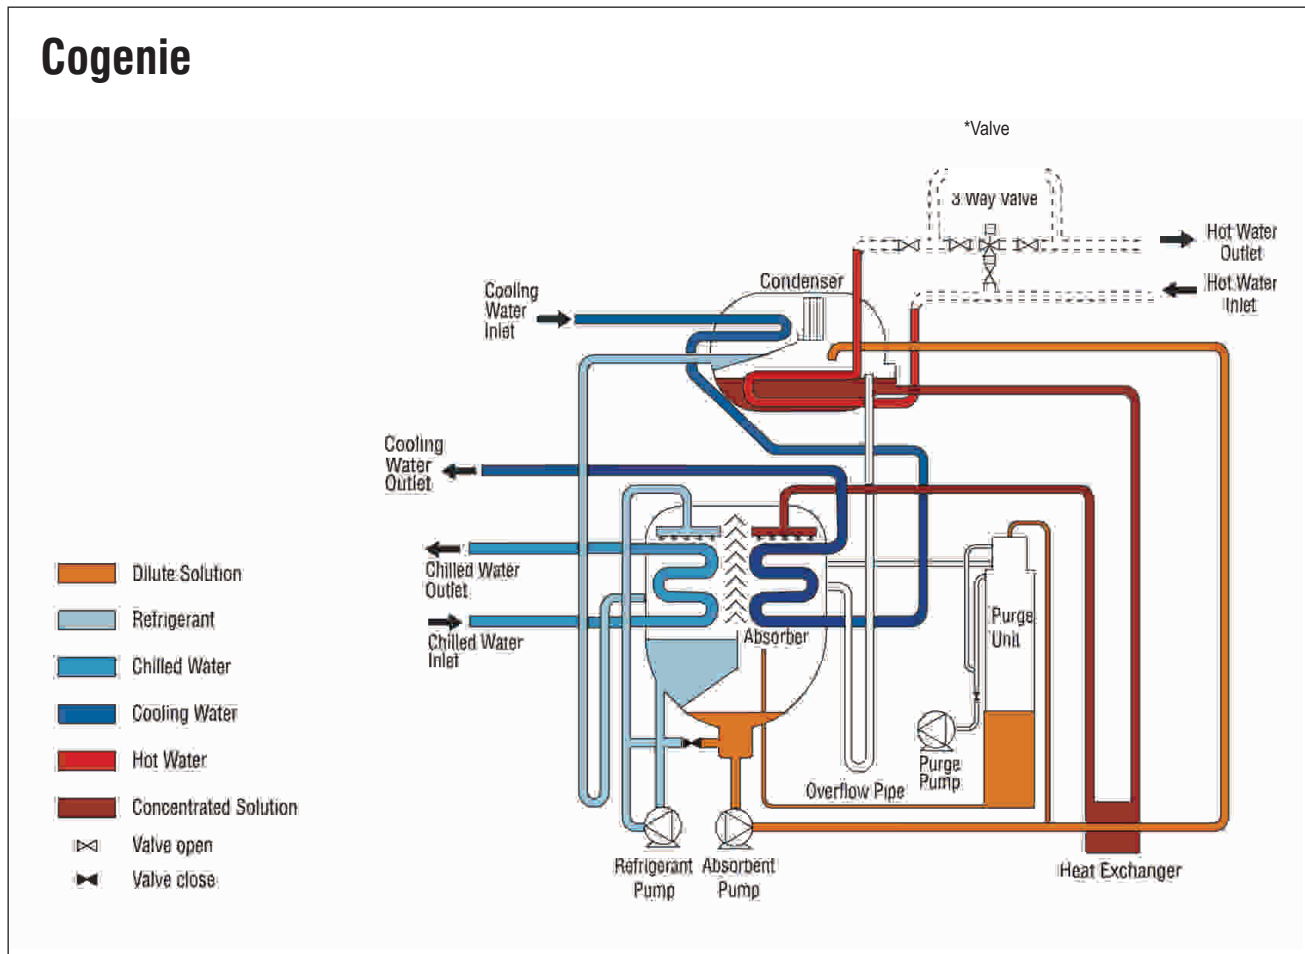 Cogenie
*Valve
3 Way Valve
Hot Water
Outlet
Hot Water
Inlet
Condenser
Cooling
Water
Inlet
Cooling
Water
Outlet
Chilled Water
Outlet
Chilled Water
Inlet
Absorber
Purge
Unit
Purge
Pump
Overflow Pipe
Refrigerant
Pump
Absorbent
Pump
Heat Exchanger
Dilute Solution
Refrigerant
Chilled Water
Cooling Water
Hot Water
Concentrated Solution
Valve open
Valve close